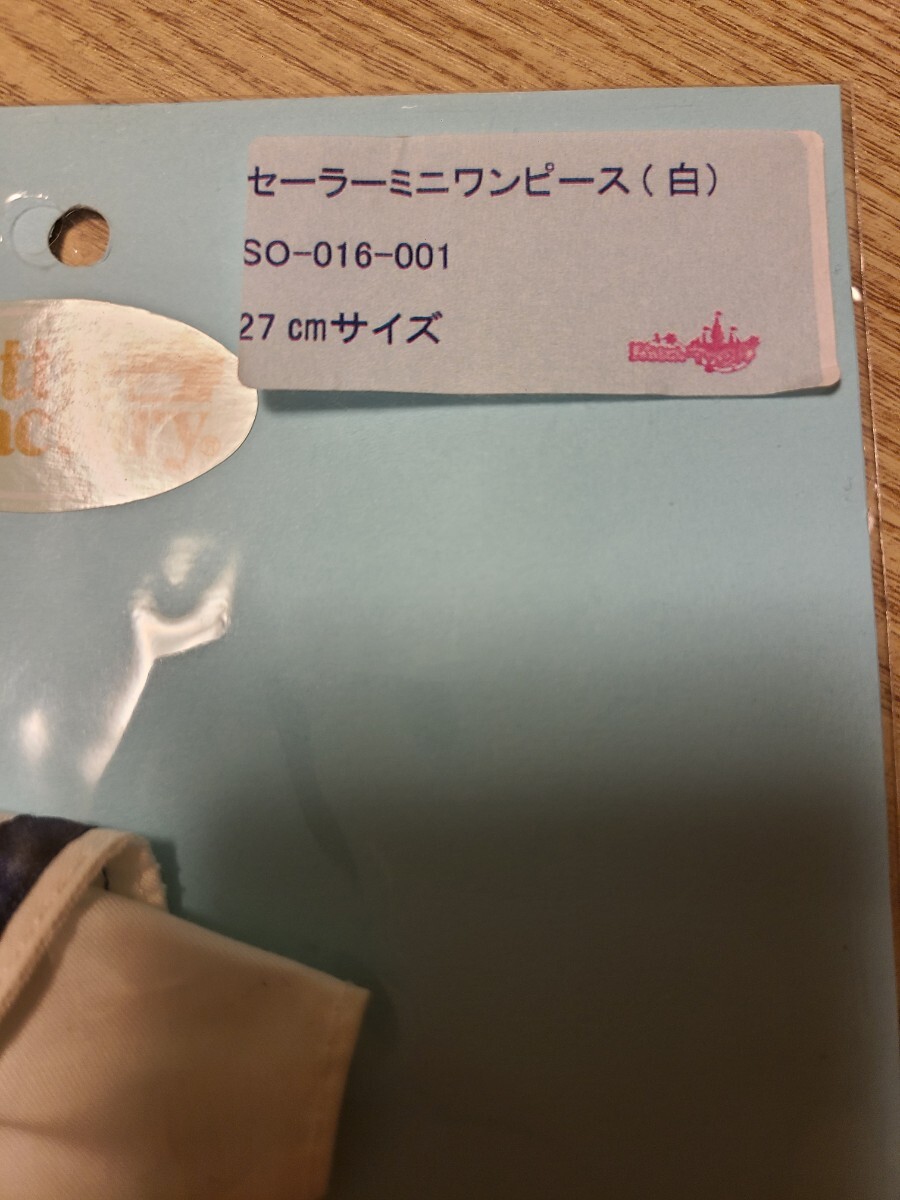 セーラーミニワンピース(白)
SO-016-001
27 cmサイズ